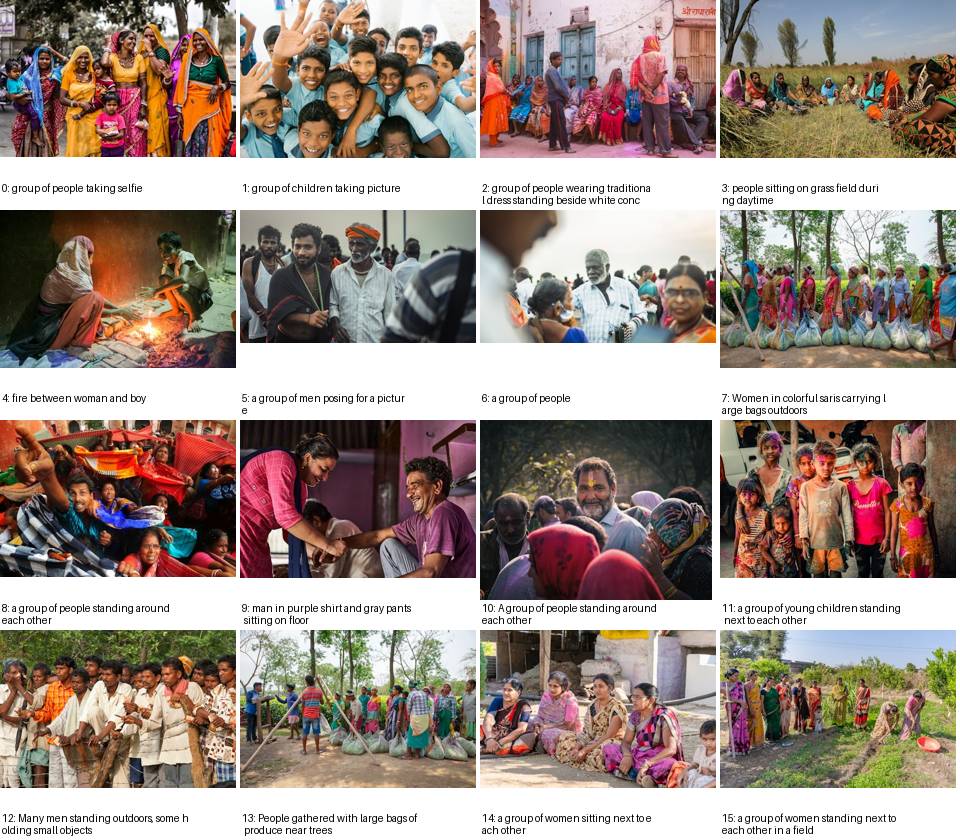 श्री राधारानी
0: group of people taking selfie
1: group of children taking picture
2: group of people wearing traditiona
l dress standing beside white conc
3: people sitting on grass field duri
ng daytime
4: fire between woman and boy
5: a group of men posing for a pictur
e
6: a group of people
7: Women in colorful saris carrying l
arge bags outdoors
8: a group of people standing around
each other
9: man in purple shirt and gray pants
sitting on floor
10: A group of people standing around
each other
11: a group of young children standing
next to each other
12: Many men standing outdoors, some h
olding small objects
13: People gathered with large bags of
produce near trees
14: a group of women sitting next to e
ach other
15: a group of women standing next to
each other in a field